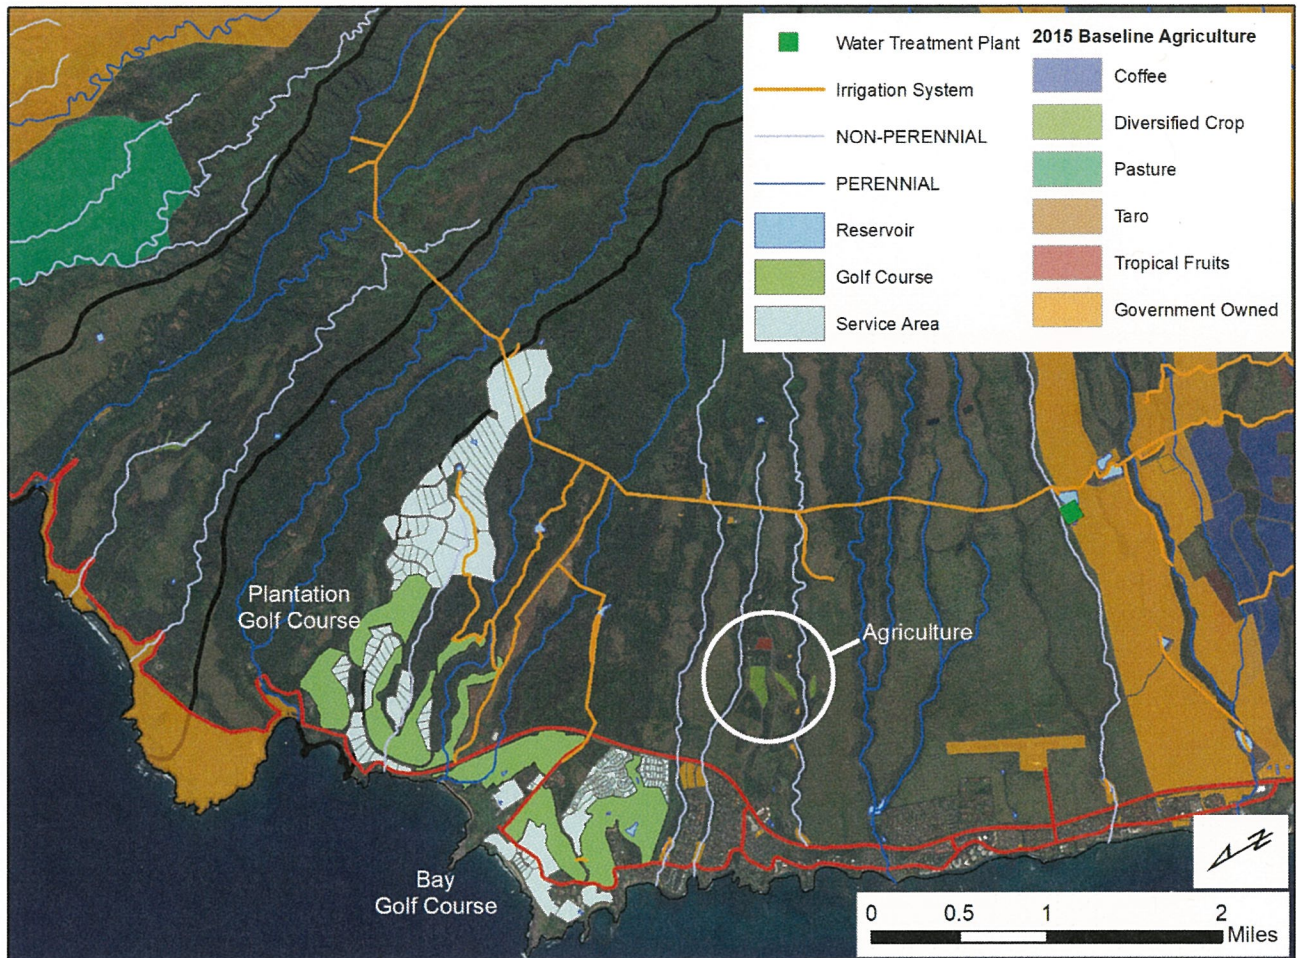 Water Treatment Plant
Irrigation System
NON-PERENNIAL
PERENNIAL
Reservoir
Golf Course
Service Area
2015 Baseline Agriculture
Coffee
Diversified Crop
Pasture
Taro
Tropical Fruits
Government Owned
Plantation
Golf Course
Agriculture
Bay
Golf Course
N
0 0.5 1 2
Miles